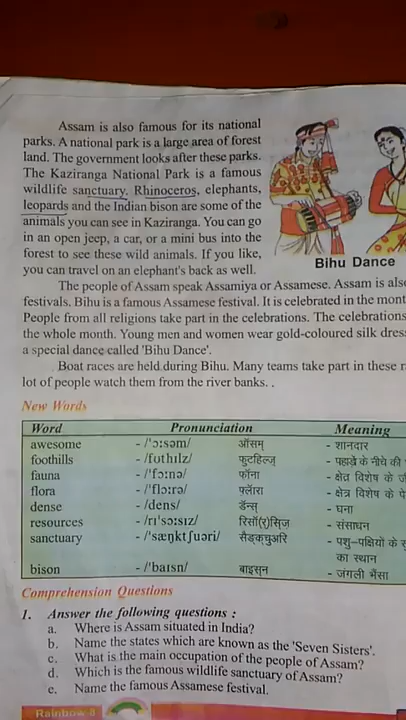 Assam is also famous for its national
parks. A national park is a large area of forest
land. The government looks after these parks.
The Kaziranga National Park is a famous
wildlife sanctuary. Rhinoceros, elephants,
leopards and the Indian bison are some of the
animals you can see in Kaziranga. You can go
in an open jeep, a car, or a mini bus into the
forest to see these wild animals. If you like,
you can travel on an elephant's back as well.
Bihu Dance
The people of Assam speak Assamiya or Assamese. Assam is
festivals. Bihu is a famous Assamese festival. It is celebrated in the
People from all religions take part in the celebrations. The celebrations
the whole month. Young men and women wear gold-coloured silk
a special dance called 'Bihu Dance'.
Boat races are held during Bihu. Many teams take part in these
lot of people watch them from the river banks. .
New Words
Word Pronunciation Meaning
awesome - /'ɔːsəm/ ऑसम् - शानदार
foothills - /fʊthɪlz/ फुटहिल्ज़् - पहाड़ के नीचे की
fauna - /'fɔːnə/ फॉना - क्षेत्र विशेष के
flora - /'flɔːrə/ फ्लॉरा - क्षेत्र विशेष के
dense - /dens/ डॅन्स् - घना
resources - /rɪ'sɔːsɪz/ रिसॉ(र्)सिज़ - संसाधन
sanctuary - /'sæŋktʃuəri/ सैङ्क्चुअरि - पशु-पक्षियों के
का स्थान
bison - /'baɪsn/ बाइसन - जंगली भैंसा
Comprehension Questions
1. Answer the following questions :
a. Where is Assam situated in India?
b. Name the states which are known as the 'Seven Sisters'.
c. What is the main occupation of the people of Assam?
d. Which is the famous wildlife sanctuary of Assam?
e. Name the famous Assamese festival.
Rainbow-8